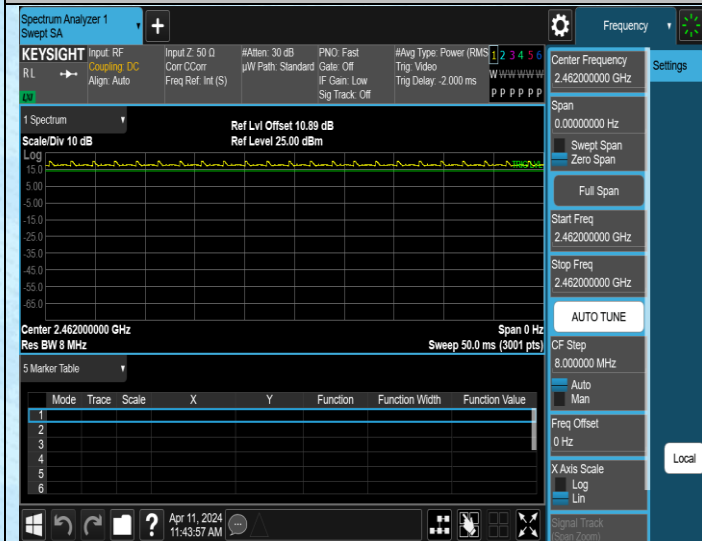 Spectrum Analyzer 1
Swept SA
+
Frequency
KEYSIGHT
RL
LXI
Input: RF
Coupling: DC
Align: Auto
Input Z: 50 Ω
Corr CCorr
Freq Ref: Int (S)
#Atten: 30 dB
µW Path: Standard
PNO: Fast
Gate: Off
IF Gain: Low
Sig Track: Off
#Avg Type: Power (RMS
Trig: Video
Trig Delay: -2.000 ms
1 2 3 4 5 6
W W W W W W
P P P P P P
1 Spectrum
Scale/Div 10 dB
Ref Lvl Offset 10.89 dB
Ref Level 25.00 dBm
Log
15.0
5.00
-5.00
-15.0
-25.0
-35.0
-45.0
-55.0
-65.0
Center 2.462000000 GHz
Res BW 8 MHz
Span 0 Hz
Sweep 50.0 ms (3001 pts)
5 Marker Table
Mode Trace Scale X Y Function Function Width Function Value
1
2
3
4
5
6
Apr 11, 2024
11:43:57 AM
Center Frequency
2.462000000 GHz
Span
0.00000000 Hz
Swept Span
Zero Span
Full Span
Start Freq
2.462000000 GHz
Stop Freq
2.462000000 GHz
AUTO TUNE
CF Step
8.000000 MHz
Auto
Man
Freq Offset
0 Hz
X Axis Scale
Log
Lin
Signal Track
(Span Zoom)
Settings
Local